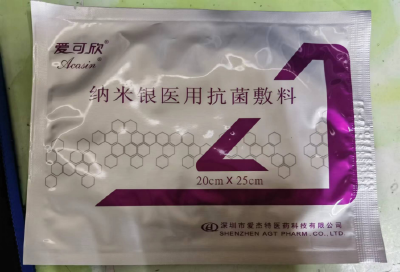 爱可欣®
Acasin®
纳米银医用抗菌敷料
20cm×25cm
深圳市爱杰特医药科技有限公司
SHENZHEN AGT PHARM CO.,LTD